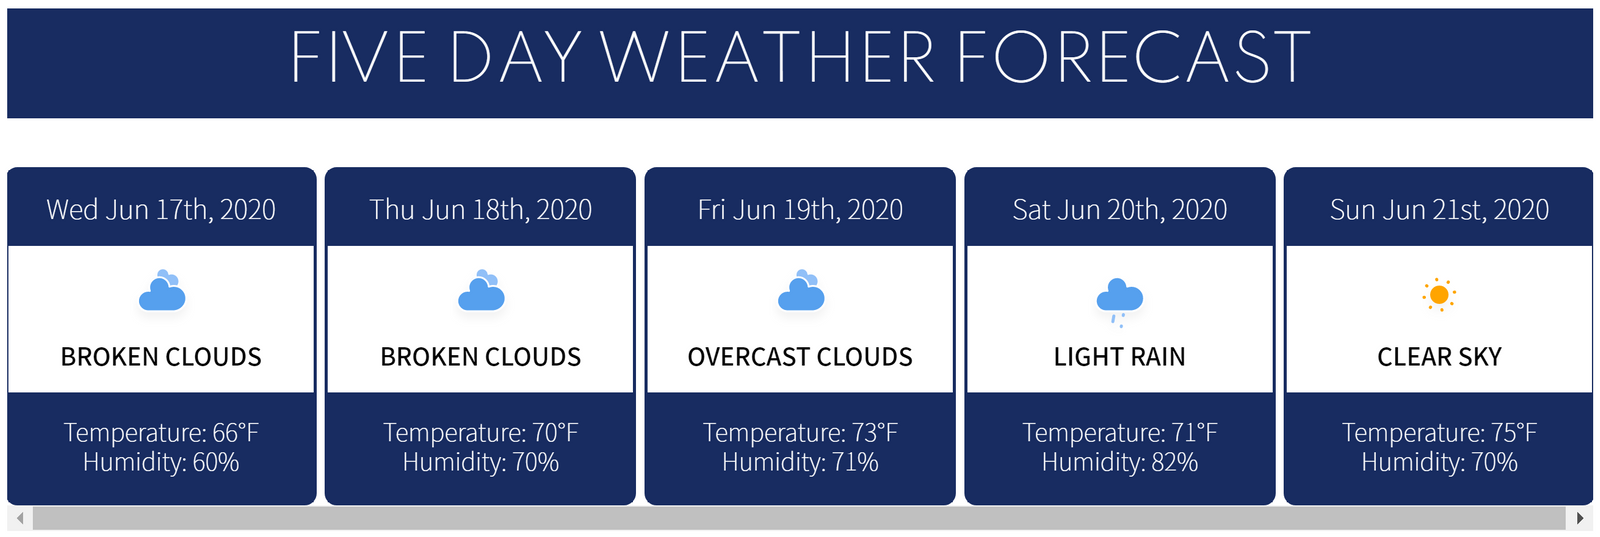 FIVE DAY WEATHER FORECAST
Wed Jun 17th, 2020
BROKEN CLOUDS
Temperature: 66°F
Humidity: 60%
Thu Jun 18th, 2020
BROKEN CLOUDS
Temperature: 70°F
Humidity: 70%
Fri Jun 19th, 2020
OVERCAST CLOUDS
Temperature: 73°F
Humidity: 71%
Sat Jun 20th, 2020
LIGHT RAIN
Temperature: 71°F
Humidity: 82%
Sun Jun 21st, 2020
CLEAR SKY
Temperature: 75°F
Humidity: 70%